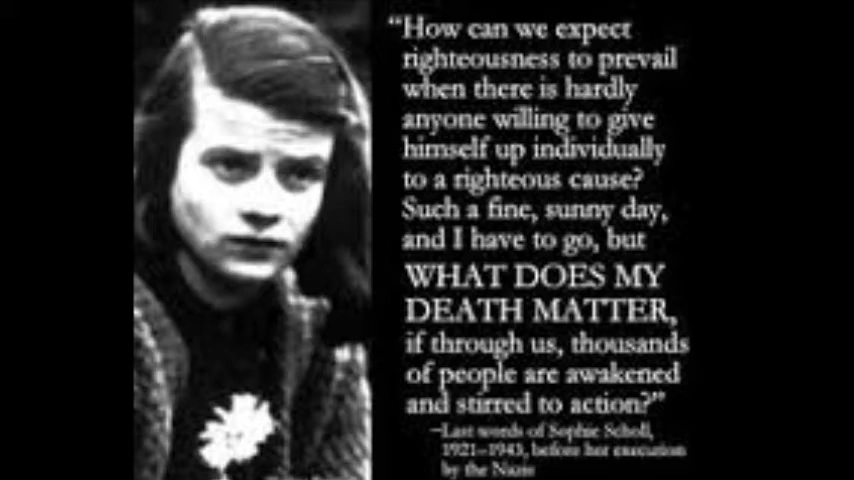 “How can we expect
righteousness to prevail
when there is hardly
anyone willing to give
himself up individually
to a righteous cause?
Such a fine, sunny day,
and I have to go, but
WHAT DOES MY
DEATH MATTER,
if through us, thousands
of people are awakened
and stirred to action?”
–Last words of Sophie Scholl,
1921–1943, before her execution
by the Nazis